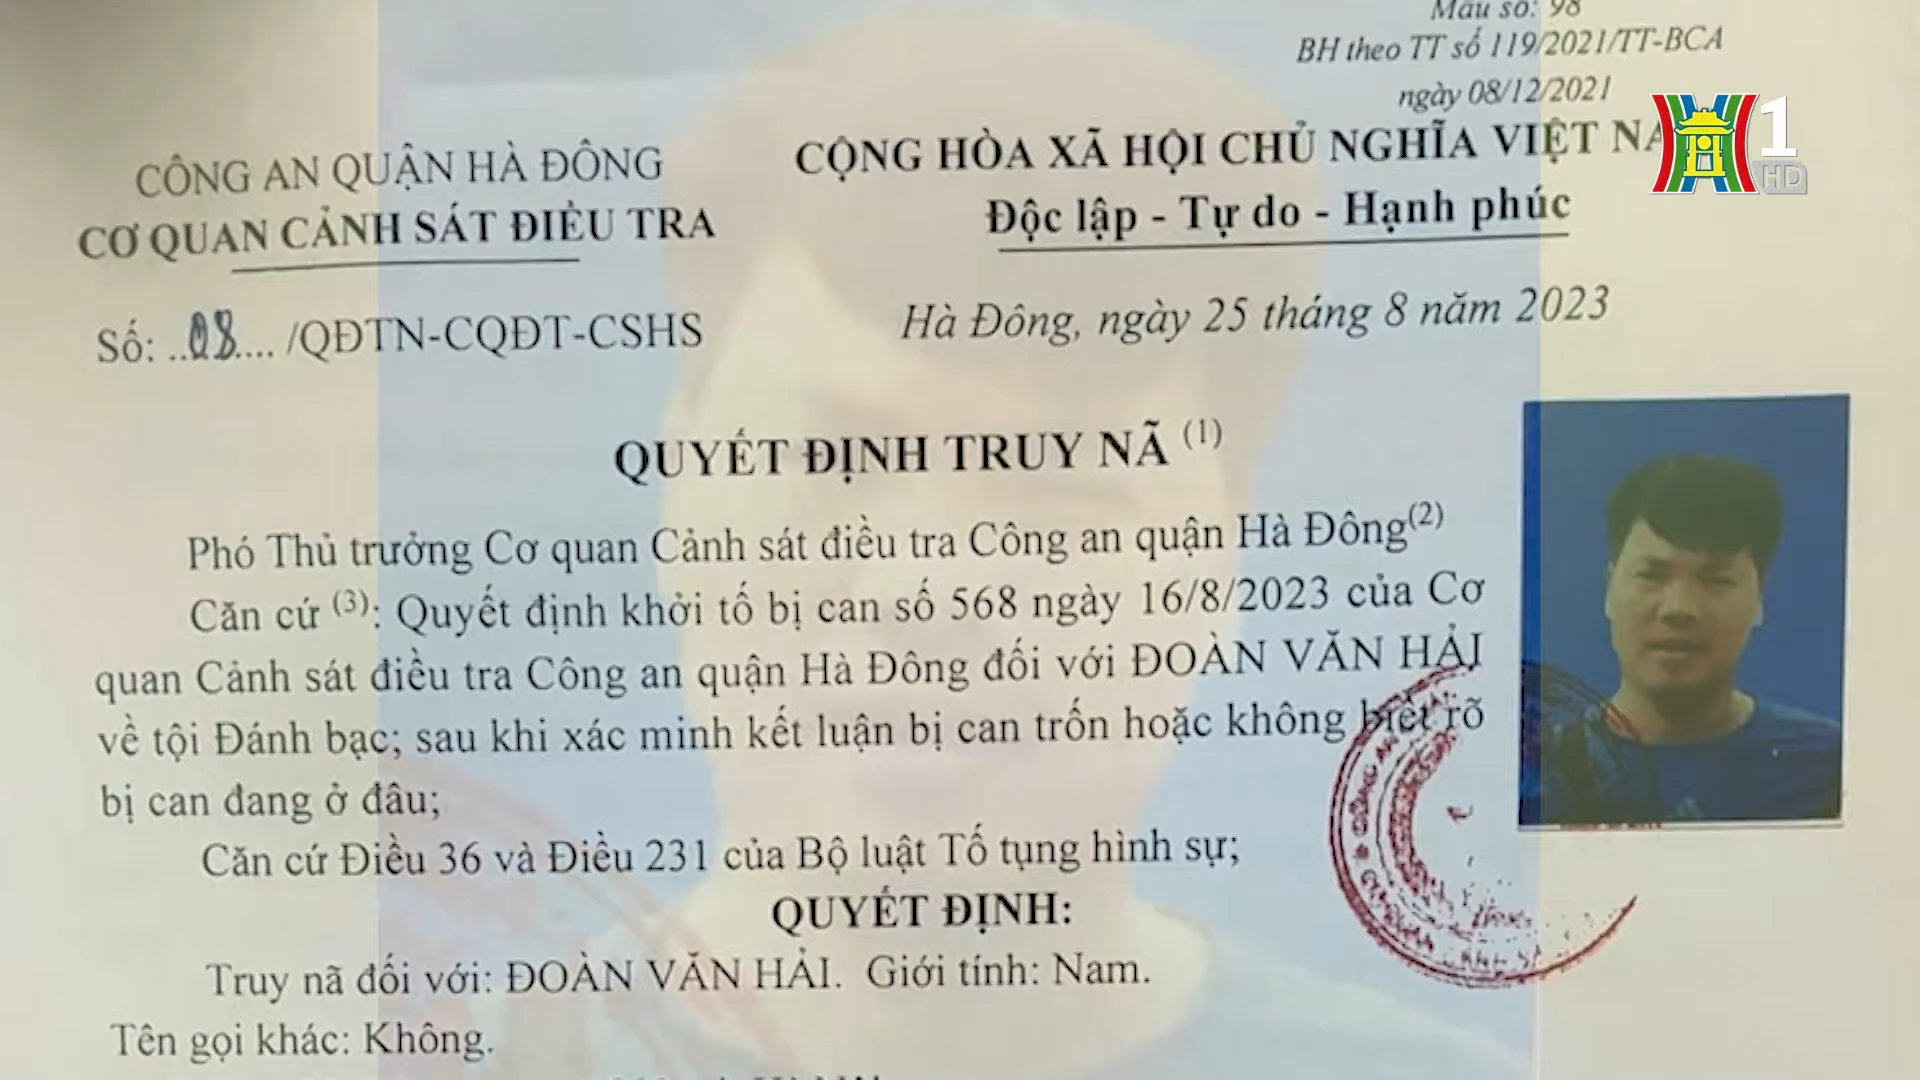 Mẫu số: 98
BH theo TT số 119/2021/TT-BCA
ngày 08/12/2021
1
HD
CÔNG AN QUẬN HÀ ĐÔNG
CƠ QUAN CẢNH SÁT ĐIỀU TRA
CỘNG HÒA XÃ HỘI CHỦ NGHĨA VIỆT NA
Độc lập - Tự do - Hạnh phúc
Số: ..08.... /QĐTN-CQĐT-CSHS
Hà Đông, ngày 25 tháng 8 năm 2023
QUYẾT ĐỊNH TRUY NÃ (1)
Phó Thủ trưởng Cơ quan Cảnh sát điều tra Công an quận Hà Đông(2)
Căn cứ (3): Quyết định khởi tố bị can số 568 ngày 16/8/2023 của Cơ
quan Cảnh sát điều tra Công an quận Hà Đông đối với ĐOÀN VĂN HẢI
về tội Đánh bạc; sau khi xác minh kết luận bị can trốn hoặc không biết rõ
bị can đang ở đâu;
Căn cứ Điều 36 và Điều 231 của Bộ luật Tố tụng hình sự;
QUYẾT ĐỊNH:
Truy nã đối với: ĐOÀN VĂN HẢI. Giới tính: Nam.
Tên gọi khác: Không.